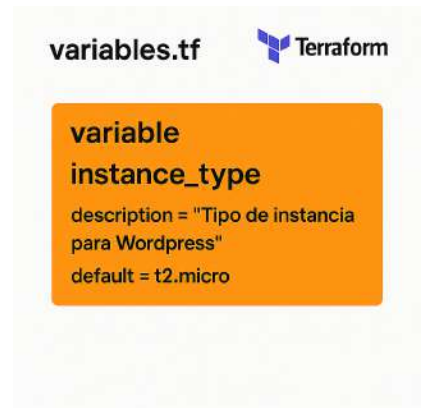 variables.tf
Terraform
variable
instance_type
description = "Tipo de instancia
para Wordpress"
default = t2.micro